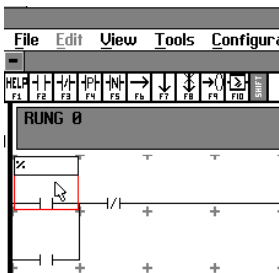 File Edit View Tools Configura
HELP F1 F2 F3 P F4 N F5 F6 F7 F8 F9 F10 SHIFT
RUNG 0
%